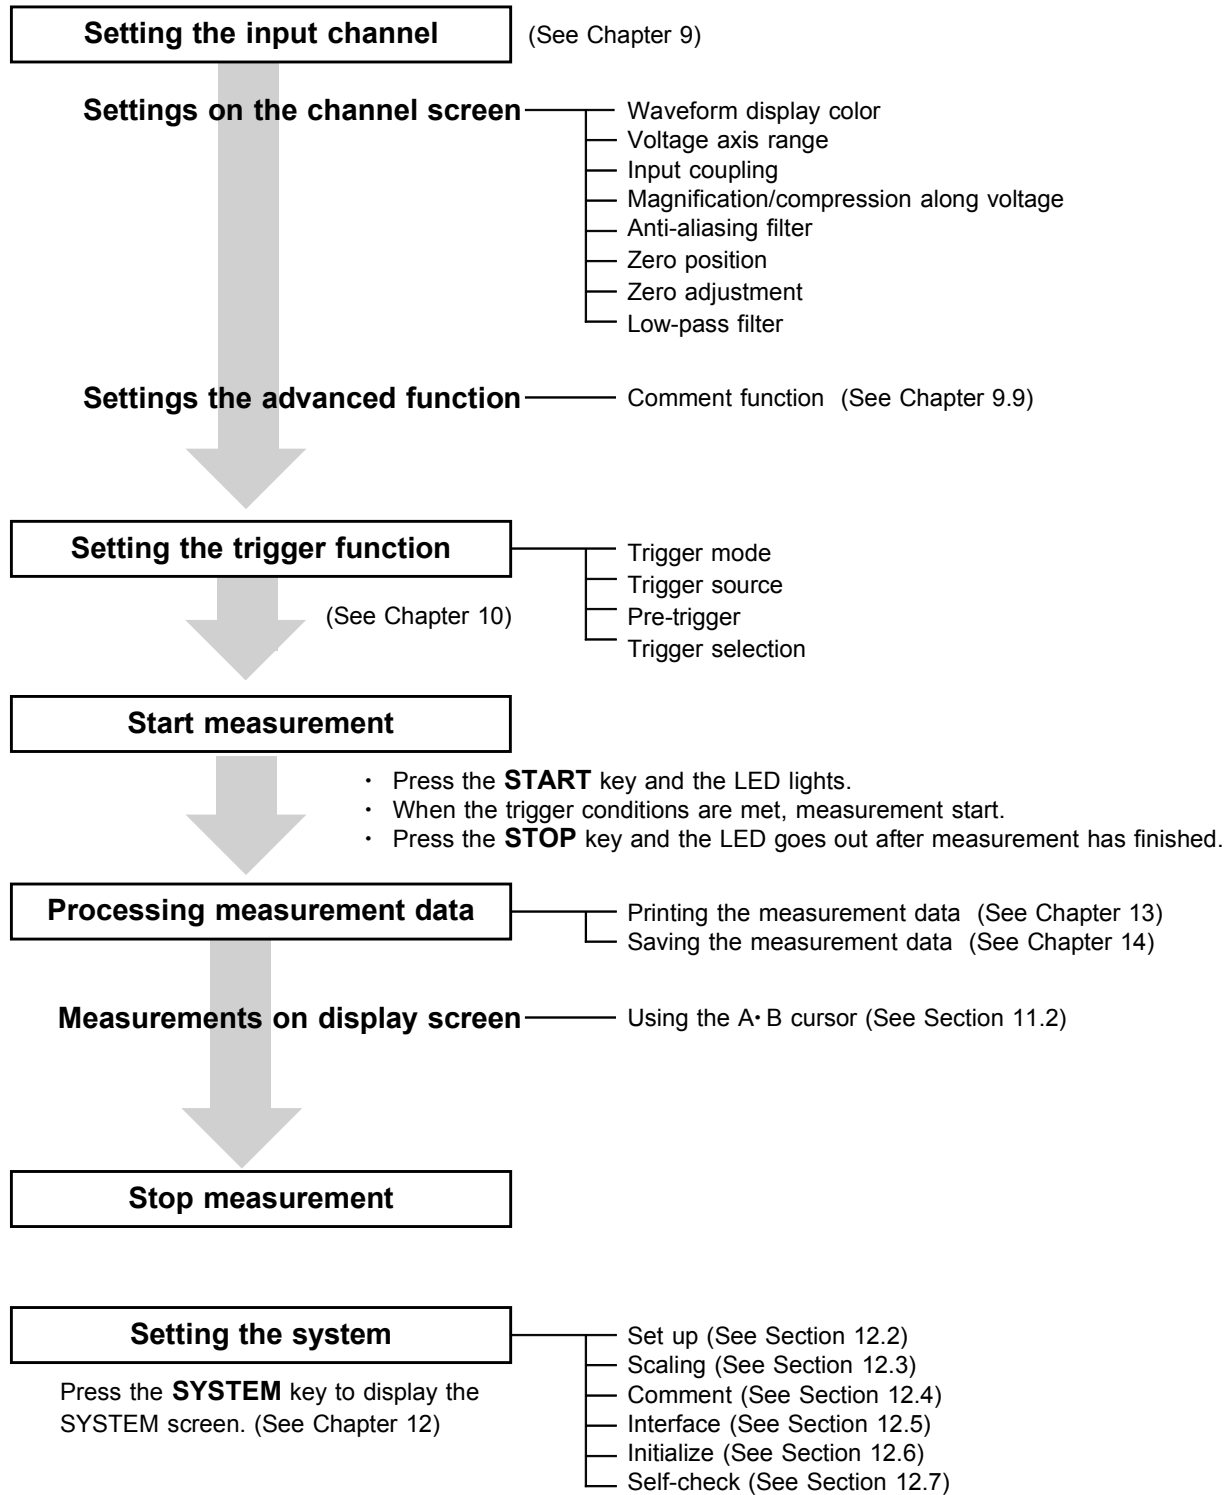 Setting the input channel (See Chapter 9)
Settings on the channel screen
Waveform display color
Voltage axis range
Input coupling
Magnification/compression along voltage
Anti-aliasing filter
Zero position
Zero adjustment
Low-pass filter
Settings the advanced function
Comment function (See Chapter 9.9)
Setting the trigger function
(See Chapter 10)
Trigger mode
Trigger source
Pre-trigger
Trigger selection
Start measurement
・ Press the START key and the LED lights.
・ When the trigger conditions are met, measurement start.
・ Press the STOP key and the LED goes out after measurement has finished.
Processing measurement data
Printing the measurement data (See Chapter 13)
Saving the measurement data (See Chapter 14)
Measurements on display screen
Using the A・B cursor (See Section 11.2)
Stop measurement
Setting the system
Press the SYSTEM key to display the
SYSTEM screen. (See Chapter 12)
Set up (See Section 12.2)
Scaling (See Section 12.3)
Comment (See Section 12.4)
Interface (See Section 12.5)
Initialize (See Section 12.6)
Self-check (See Section 12.7)